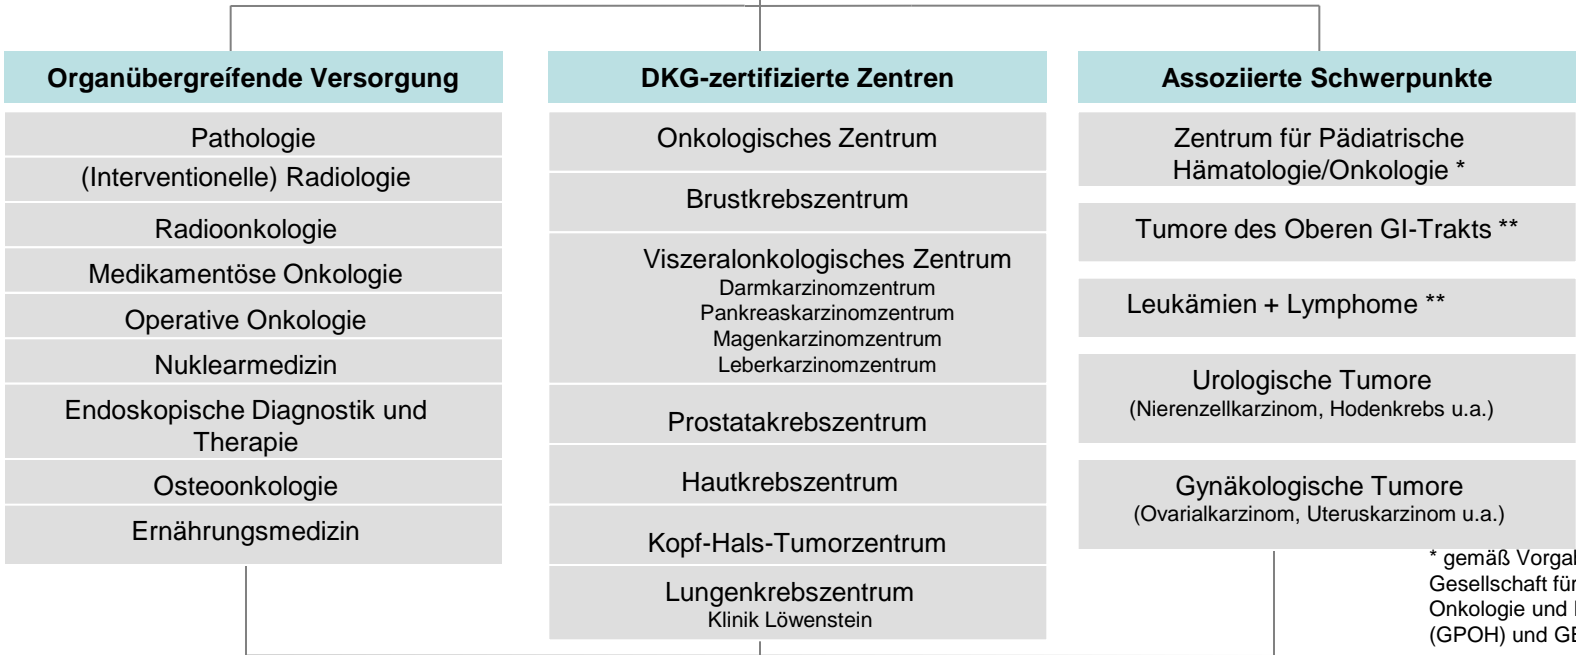 Organübergreífende Versorgung
Pathologie
(Interventionelle) Radiologie
Radioonkologie
Medikamentöse Onkologie
Operative Onkologie
Nuklearmedizin
Endoskopische Diagnostik und
Therapie
Osteoonkologie
Ernährungsmedizin
DKG-zertifizierte Zentren
Onkologisches Zentrum
Brustkrebszentrum
Viszeralonkologisches Zentrum
Darmkarzinomzentrum
Pankreaskarzinomzentrum
Magenkarzinomzentrum
Leberkarzinomzentrum
Prostatakrebszentrum
Hautkrebszentrum
Kopf-Hals-Tumorzentrum
Lungenkrebszentrum
Klinik Löwenstein
Assoziierte Schwerpunkte
Zentrum für Pädiatrische
Hämatologie/Onkologie *
Tumore des Oberen GI-Trakts **
Leukämien + Lymphome **
Urologische Tumore
(Nierenzellkarzinom, Hodenkrebs u.a.)
Gynäkologische Tumore
(Ovarialkarzinom, Uteruskarzinom u.a.)
* gemäß
Gesellschaft für
Onkologie und
(GPOH) und